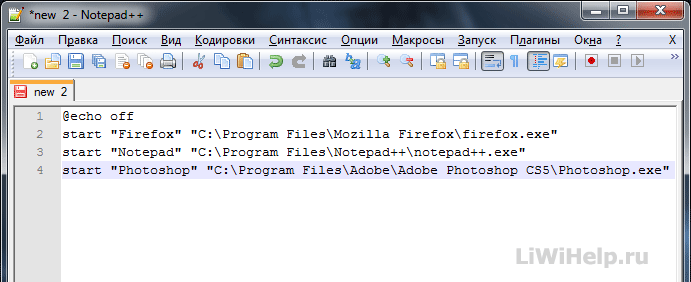 *new 2 - Notepad++
Файл Правка Поиск Вид Кодировки Синтаксис Опции Макросы Запуск Плагины Окна ? X
new 2
1 @echo off
2 start "Firefox" "C:\Program Files\Mozilla Firefox\firefox.exe"
3 start "Notepad" "C:\Program Files\Notepad++\notepad++.exe"
4 start "Photoshop" "C:\Program Files\Adobe\Adobe Photoshop CS5\Photoshop.exe"
LiWiHelp.ru